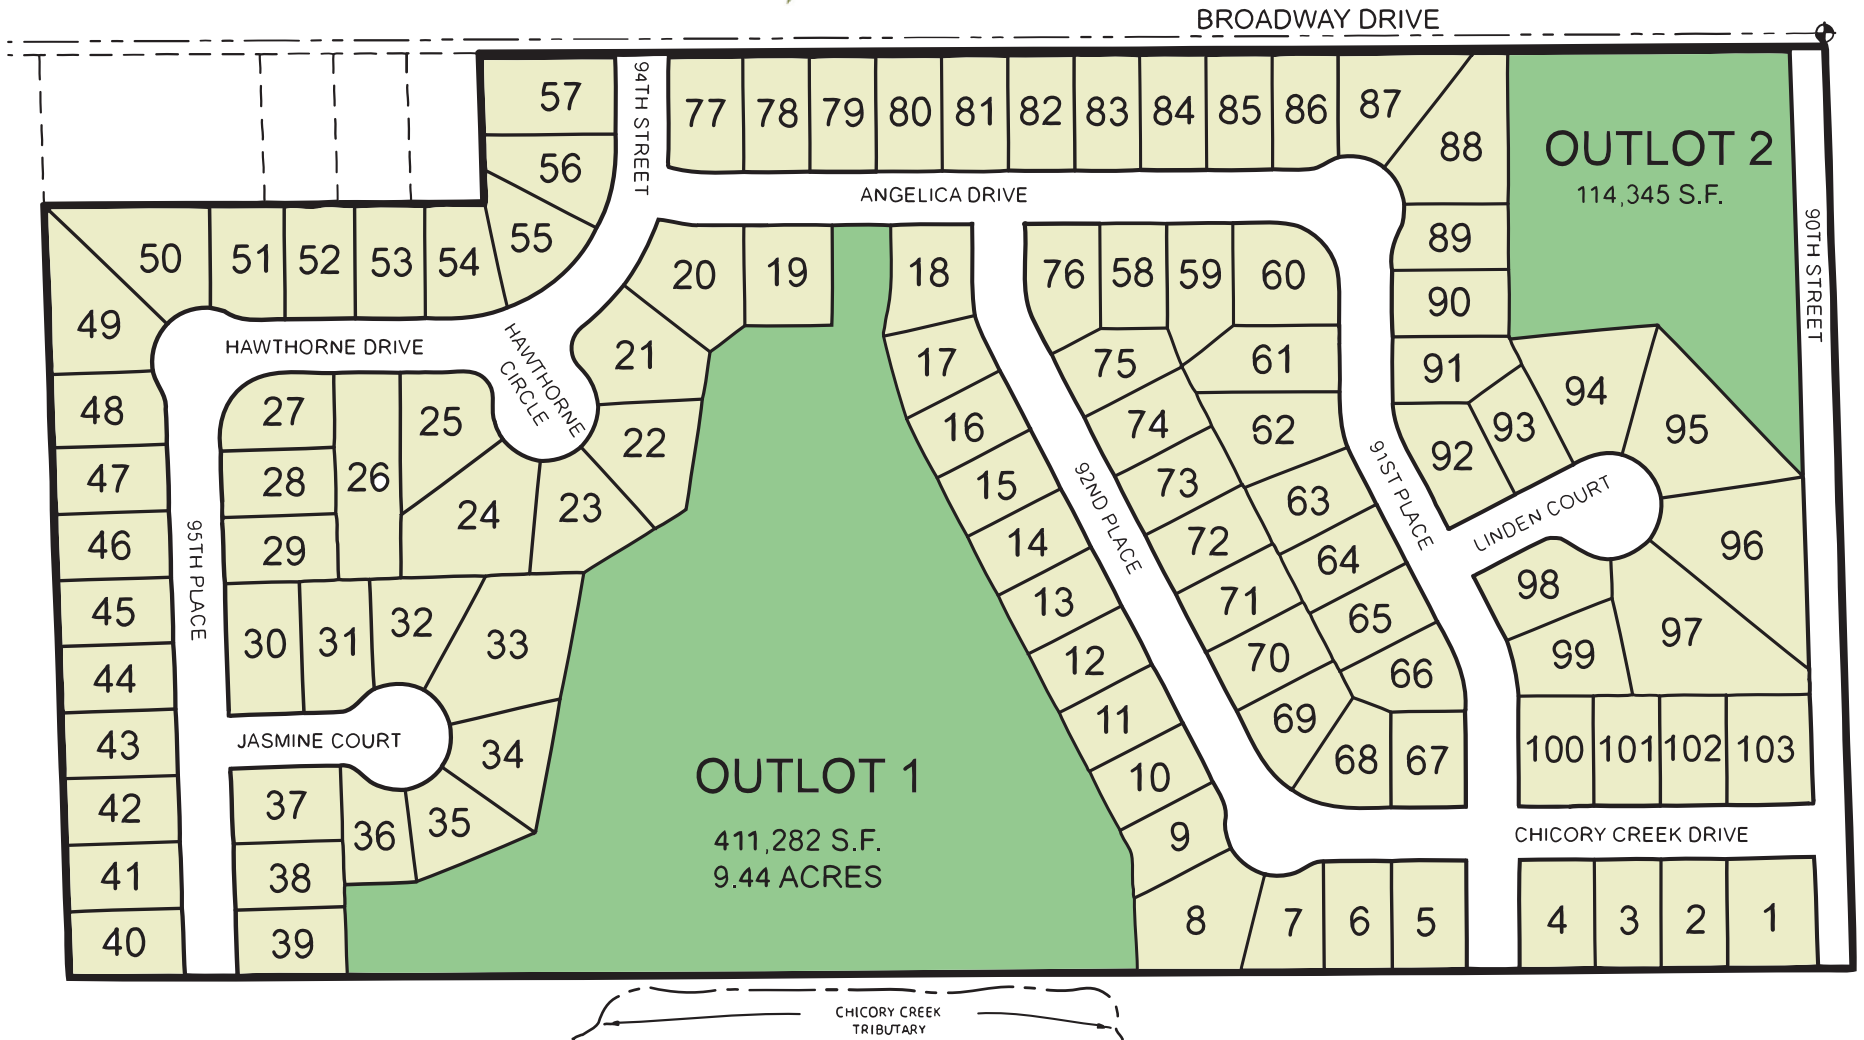 BROADWAY DRIVE
57
94TH STREET
77 78 79 80 81 82 83 84 85 86 87
88
OUTLOT 2
114,345 S.F.
56
55
ANGELICA DRIVE
89
90TH STREET
50 51 52 53 54
20 19 18 76 58 59 60
90
49
HAWTHORNE DRIVE
HAWTHORNE
CIRCLE
21
17
75
61
91
94
48
27
25
22
16
74
62
92
93
95
47
28
26
24
23
15
73
63
91ST PLACE
LINDEN COURT
46
95TH PLACE
29
14
92ND PLACE
72
64
96
45
30 31 32 33
13
71
65
98
97
99
44
12
70
66
43
JASMINE COURT
34
11
69
68 67
100 101 102 103
OUTLOT 1
411,282 S.F.
9.44 ACRES
10
42
37
36
35
9
CHICORY CREEK DRIVE
41
38
40
39
8 7 6 5 4 3 2 1
CHICORY CREEK
TRIBUTARY